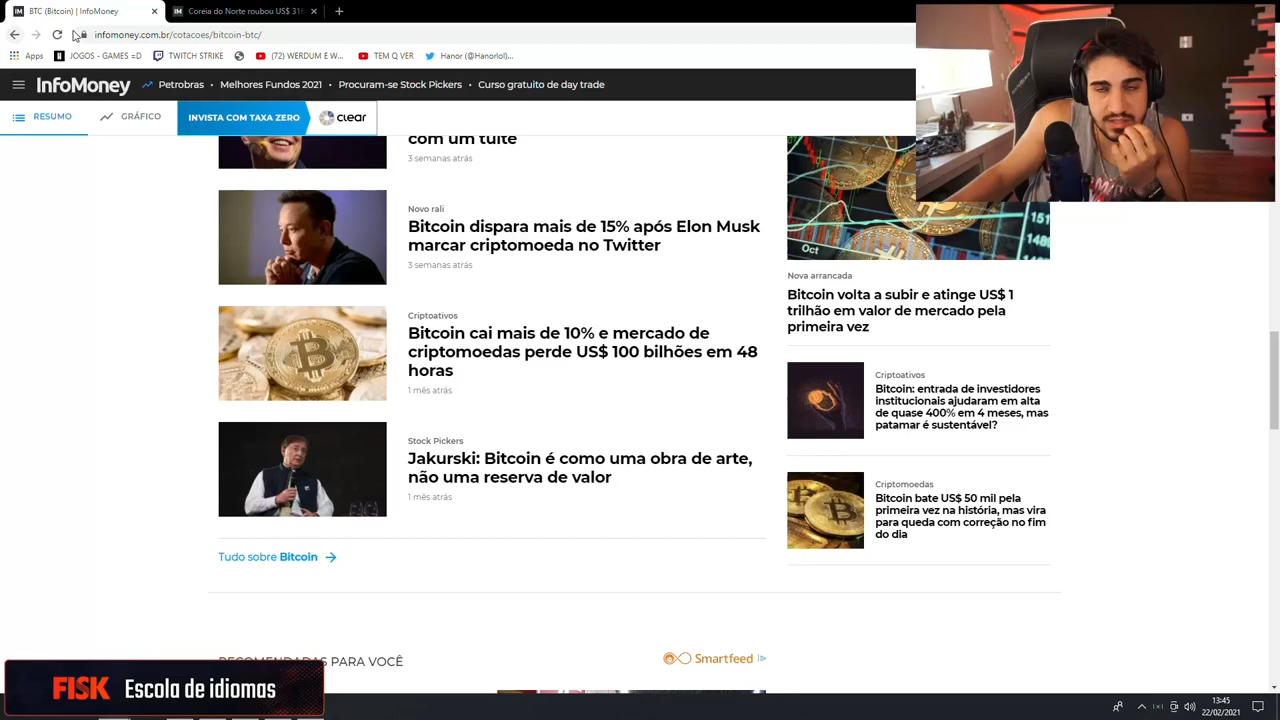 BTC (Bitcoin) | InfoMoney
Coreia do Norte roubou US$ 316
infomoney.com.br/cotacoes/bitcoin-btc/
Apps
JOGOS - GAMES =D
TWITCH STRIKE
(72) WERDUM E W...
TEM Q VER
Hanor (@Hanorlol)...
InfoMoney
Petrobras
Melhores Fundos 2021
Procuram-se Stock Pickers
Curso gratuito de day trade
RESUMO
GRÁFICO
INVISTA COM TAXA ZERO
clear
com um tuíte
3 semanas atrás
Novo rali
Bitcoin dispara mais de 15% após Elon Musk
marcar criptomoeda no Twitter
3 semanas atrás
Criptoativos
Bitcoin cai mais de 10% e mercado de
criptomoedas perde US$ 100 bilhões em 48
horas
1 mês atrás
Stock Pickers
Jakurski: Bitcoin é como uma obra de arte,
não uma reserva de valor
1 mês atrás
Tudo sobre Bitcoin
Oct
151
148
Nova arrancada
Bitcoin volta a subir e atinge US$ 1
trilhão em valor de mercado pela
primeira vez
Criptoativos
Bitcoin: entrada de investidores
institucionais ajudaram em alta
de quase 400% em 4 meses, mas
patamar é sustentável?
Criptomoedas
Bitcoin bate US$ 50 mil pela
primeira vez na história, mas vira
para queda com correção no fim
do dia
RECOMENDADAS PARA VOCÊ
Smartfeed
FISK Escola de idiomas
13:45
22/02/2021